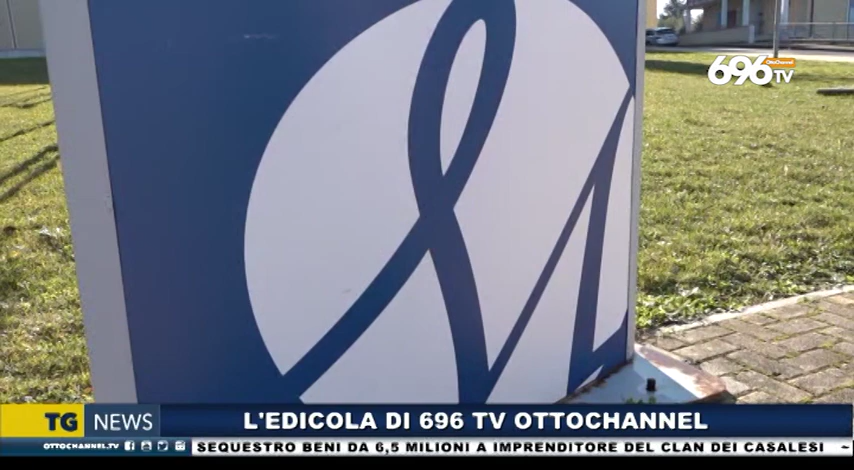 696 OttoChannel TV
TG NEWS
L'EDICOLA DI 696 TV OTTOCHANNEL
OTTOCHANNEL.TV
SEQUESTRO BENI DA 6,5 MILIONI A IMPRENDITORE DEL CLAN DEI CASALESI ~